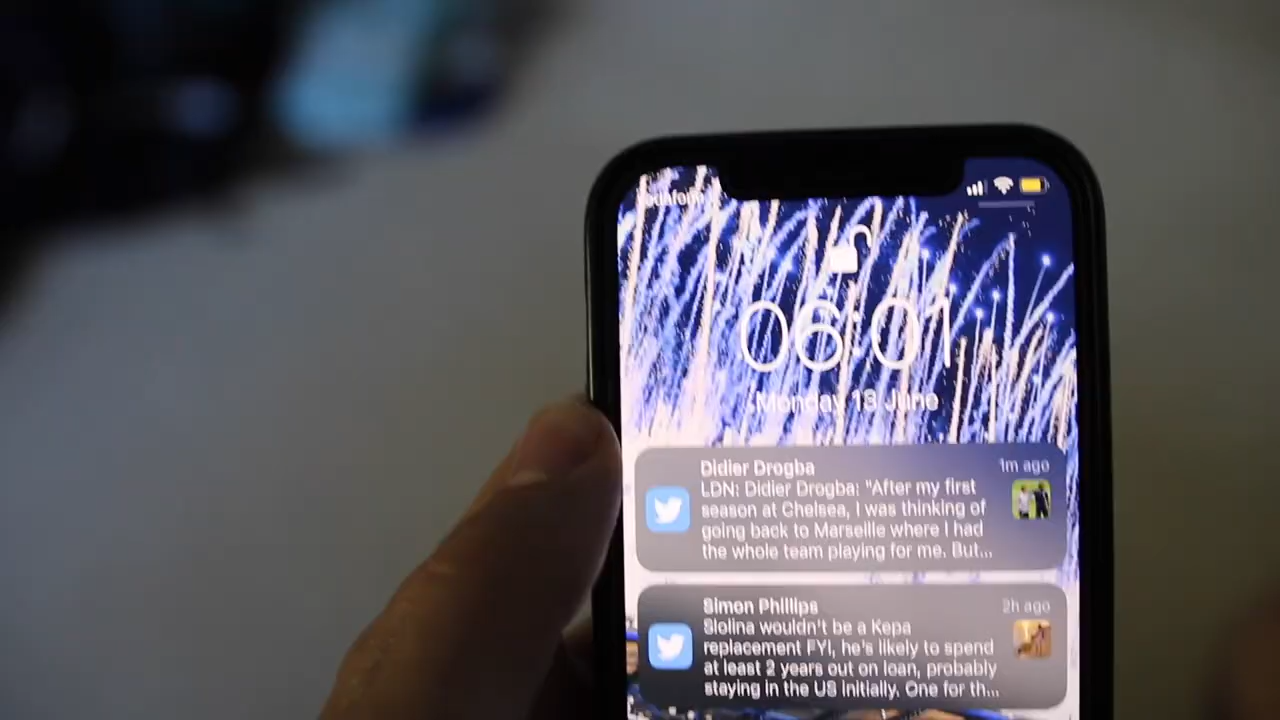 vodafone
06:01
Monday 13 June
Didier Drogba 1m ago
LDN: Didier Drogba: "After my first
season at Chelsea, I was thinking of
going back to Marseille where I had
the whole team playing for me. But...
Simon Phillips 2h ago
Slolina wouldn't be a Kepa
replacement FYI, he's likely to spend
at least 2 years out on loan, probably
staying in the US initially. One for th...